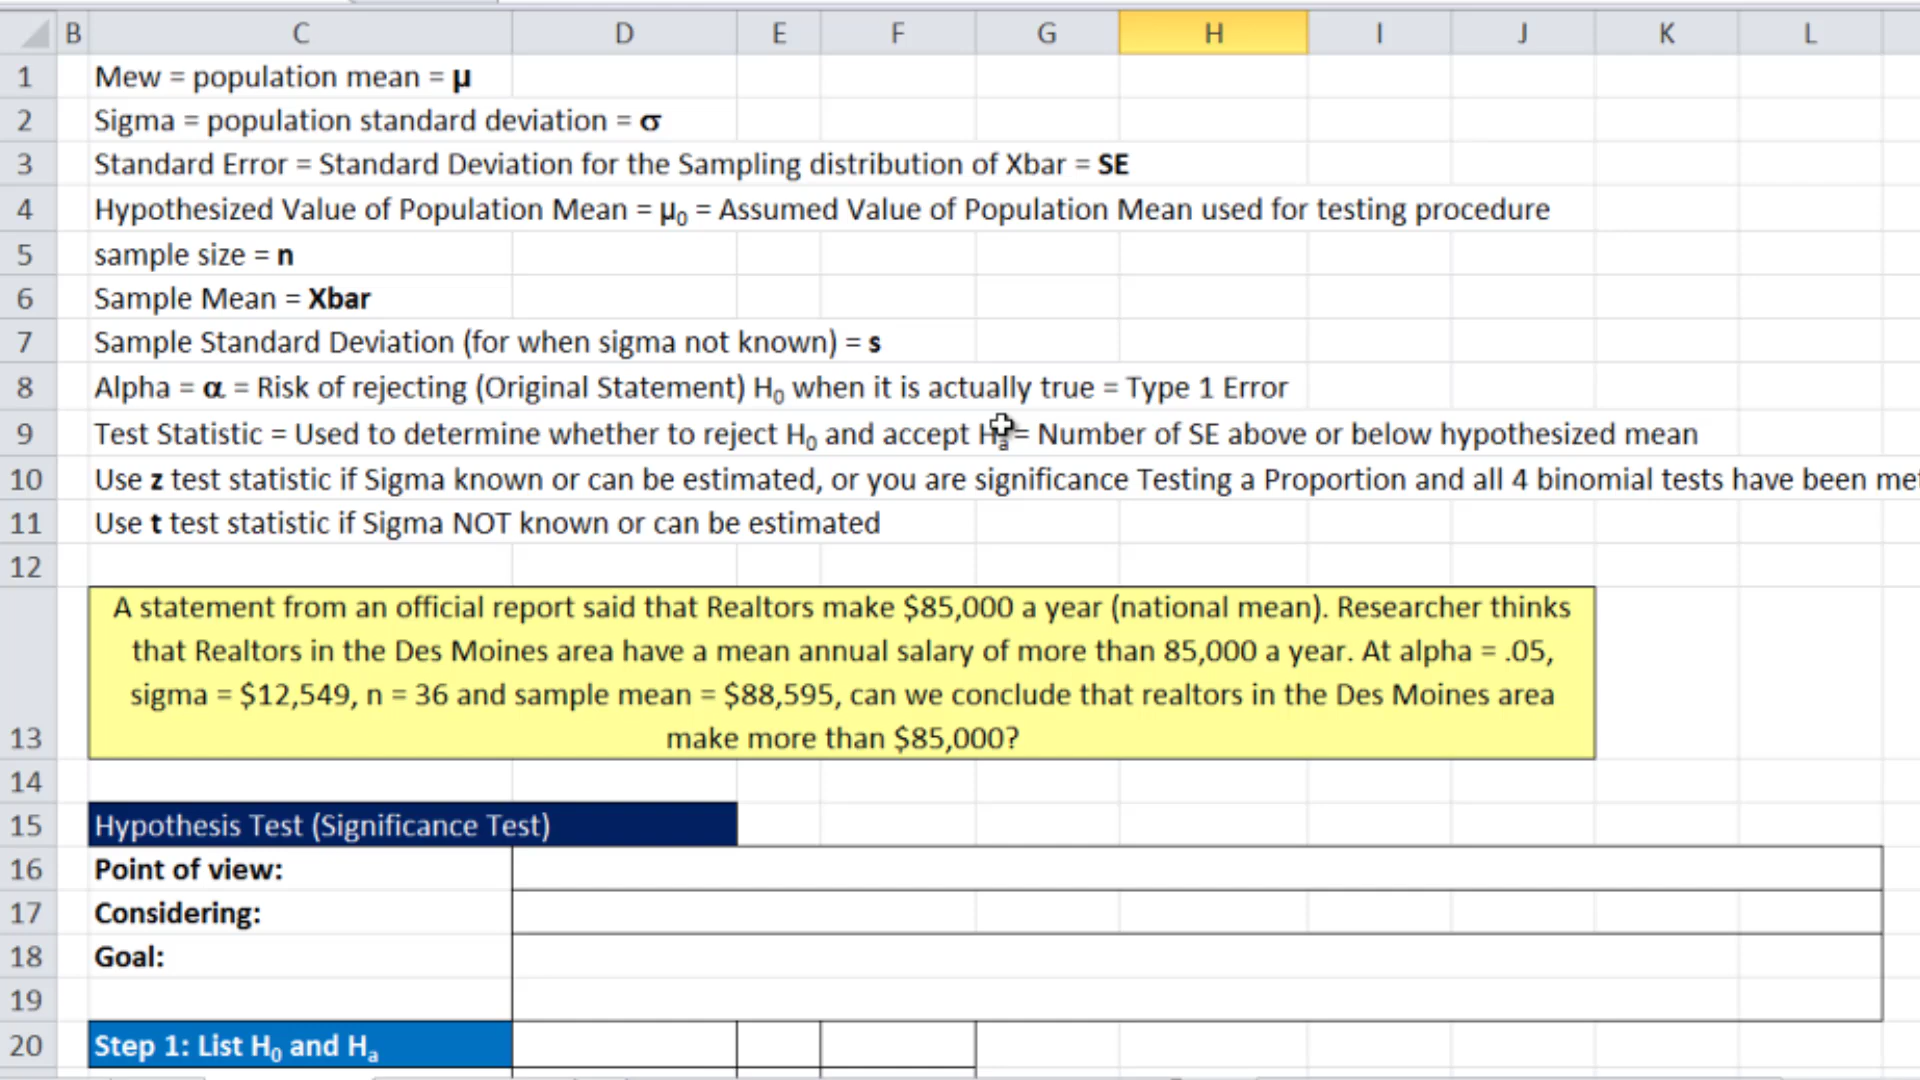 B C D E F G H I J K L
1 Mew = population mean = µ
2 Sigma = population standard deviation = σ
3 Standard Error = Standard Deviation for the Sampling distribution of Xbar = SE
4 Hypothesized Value of Population Mean = µ0 = Assumed Value of Population Mean used for testing procedure
5 sample size = n
6 Sample Mean = Xbar
7 Sample Standard Deviation (for when sigma not known) = s
8 Alpha = α = Risk of rejecting (Original Statement) H0 when it is actually true = Type 1 Error
9 Test Statistic = Used to determine whether to reject H0 and accept Ha = Number of SE above or below hypothesized mean
10 Use z test statistic if Sigma known or can be estimated, or you are significance Testing a Proportion and all 4 binomial tests have been met
11 Use t test statistic if Sigma NOT known or can be estimated
12
A statement from an official report said that Realtors make $85,000 a year (national mean). Researcher thinks
that Realtors in the Des Moines area have a mean annual salary of more than 85,000 a year. At alpha = .05,
sigma = $12,549, n = 36 and sample mean = $88,595, can we conclude that realtors in the Des Moines area
13 make more than $85,000?
14
15 Hypothesis Test (Significance Test)
16 Point of view:
17 Considering:
18 Goal:
19
20 Step 1: List H0 and Ha